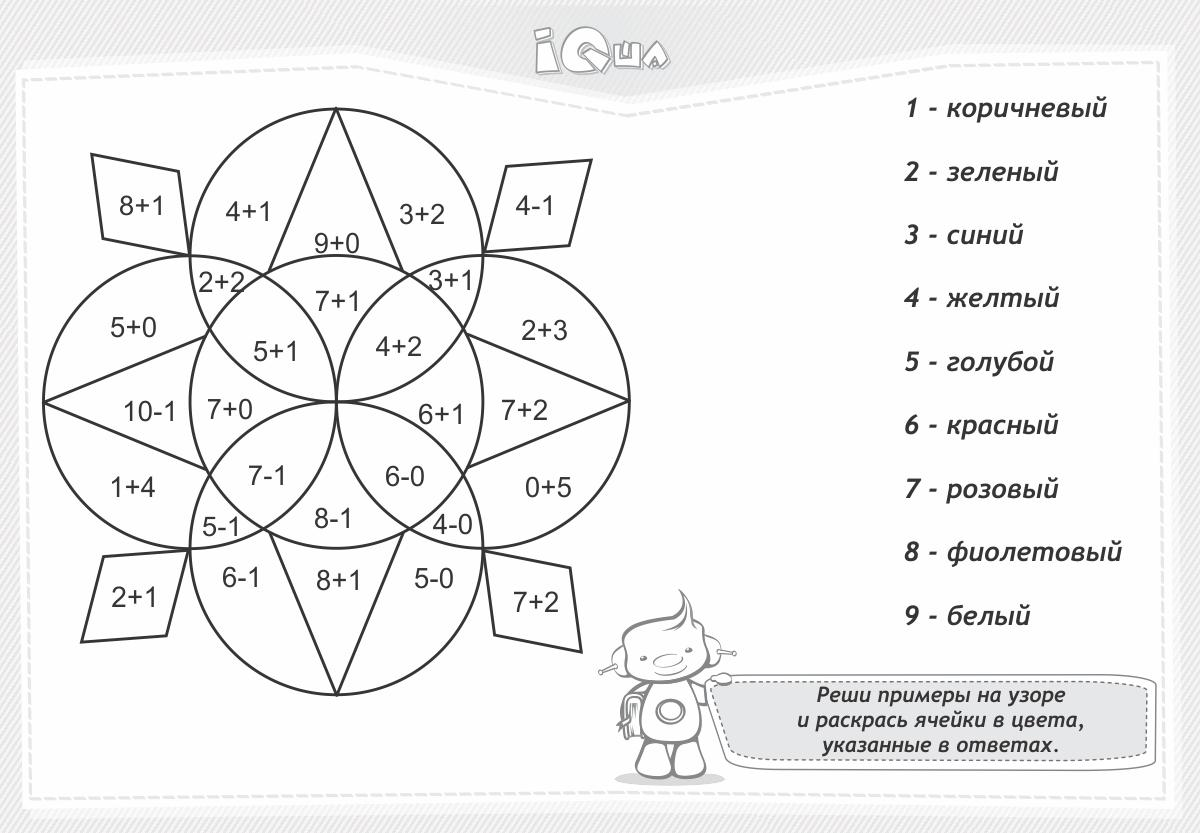 iQша
1 - коричневый
2 - зеленый
3 - синий
4 - желтый
5 - голубой
6 - красный
7 - розовый
8 - фиолетовый
9 - белый
8+1
4+1
3+2
4-1
9+0
2+2
3+1
7+1
5+0
2+3
5+1
4+2
10-1
7+0
6+1
7+2
7-1
6-0
1+4
0+5
5-1
8-1
4-0
6-1
8+1
5-0
2+1
7+2
Реши примеры на узоре
и раскрась ячейки в цвета,
указанные в ответах.